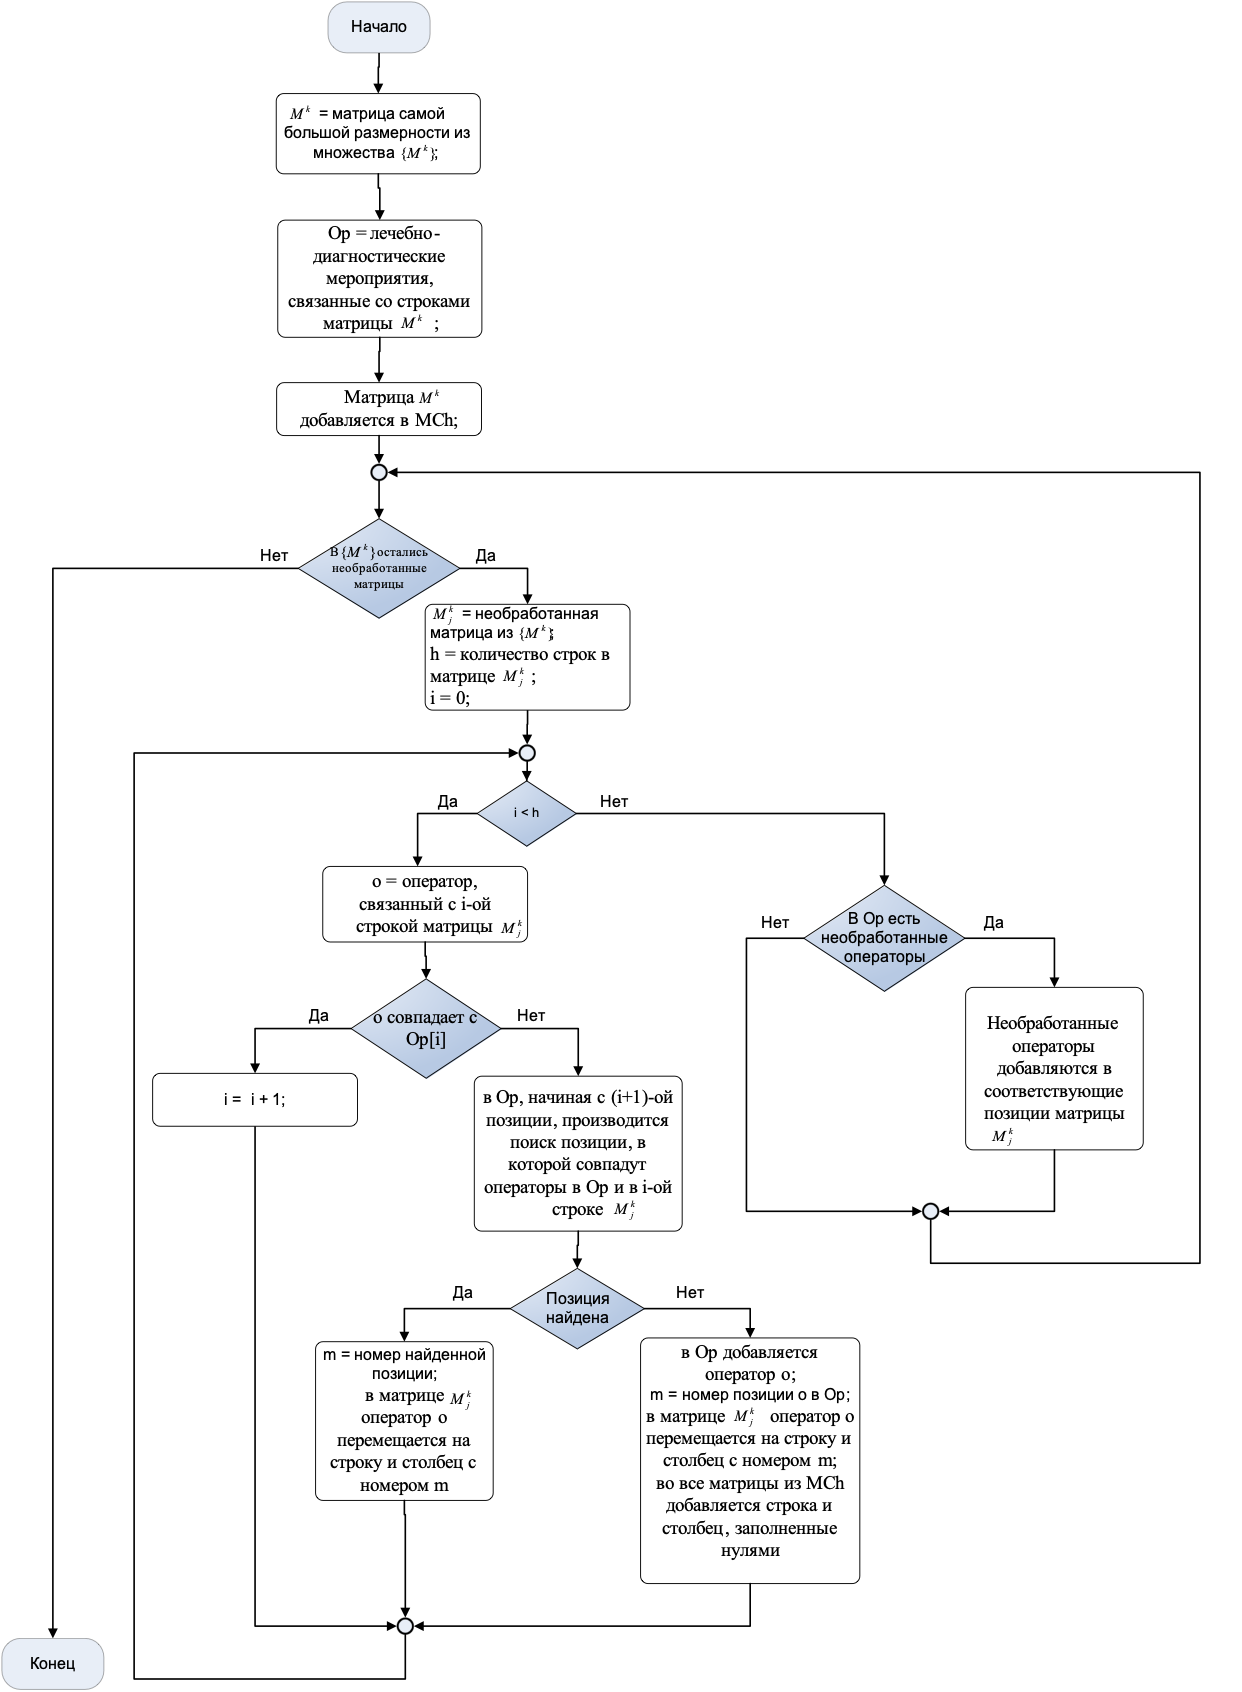 Начало
M^k = матрица самой
большой размерности из
множества {M^k};
Op = лечебно-
диагностические
мероприятия,
связанные со строками
матрицы M^k ;
Матрица M^k
добавляется в MCh;
В {M^k} остались
необработанные
матрицы
Нет
Да
M_j^k = необработанная
матрица из {M^k};
h = количество строк в
матрице M_j^k ;
i = 0;
i < h
Да
Нет
o = оператор,
связанный с i-ой
строкой матрицы M_j^k
В Op есть
необработанные
операторы
Нет
Да
Необработанные
операторы
добавляются в
соответствующие
позиции матрицы
M_j^k
o совпадает с
Op[i]
Да
Нет
i = i + 1;
в Op, начиная с (i+1)-ой
позиции, производится
поиск позиции, в
которой совпадут
операторы в Op и в i-ой
строке M_j^k
Позиция
найдена
Да
Нет
m = номер найденной
позиции;
в матрице M_j^k
оператор o
перемещается на
строку и столбец с
номером m
в Op добавляется
оператор o;
m = номер позиции o в Op;
в матрице M_j^k оператор o
перемещается на строку и
столбец с номером m;
во все матрицы из MCh
добавляется строка и
столбец, заполненные
нулями
Конец